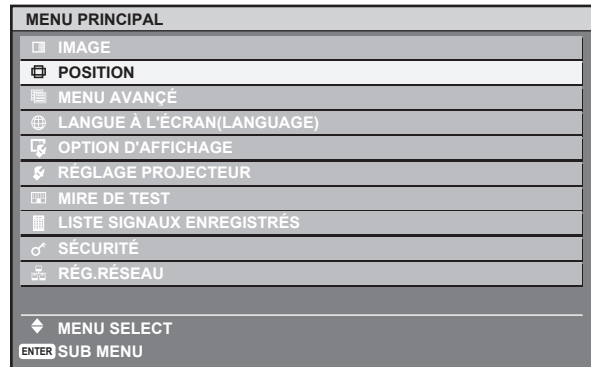 MENU PRINCIPAL
IMAGE
POSITION
MENU AVANÇÉ
LANGUE À L'ÉCRAN(LANGUAGE)
OPTION D'AFFICHAGE
RÉGLAGE PROJECTEUR
MIRE DE TEST
LISTE SIGNAUX ENREGISTRÉS
SÉCURITÉ
RÉG.RÉSEAU
MENU SELECT
ENTER SUB MENU